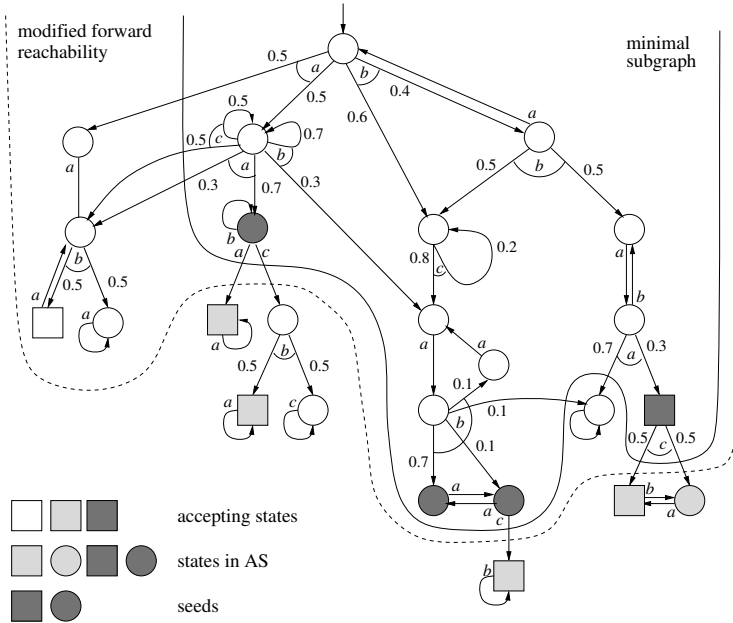 modified forward
reachability
minimal
subgraph
0.5
a
0.5
b
0.4
0.6
a
0.5
0.5
c
0.7
b
a
0.3
0.7
0.3
0.5
b
0.5
a
b
a
c
0.8
c
0.2
a
b
a
b
0.5
0.5
a
a
a
a
a
0.7
a
0.3
0.5
b
0.5
0.1
0.1
b
0.1
0.7
a
c
0.5
c
0.5
a
a
c
b
a
b
accepting states
states in AS
seeds